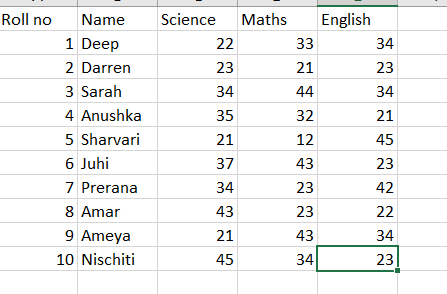 Roll no Name Science Maths English
1 Deep 22 33 34
2 Darren 23 21 23
3 Sarah 34 44 34
4 Anushka 35 32 21
5 Sharvari 21 12 45
6 Juhi 37 43 23
7 Prerana 34 23 42
8 Amar 43 23 22
9 Ameya 21 43 34
10 Nischiti 45 34 23